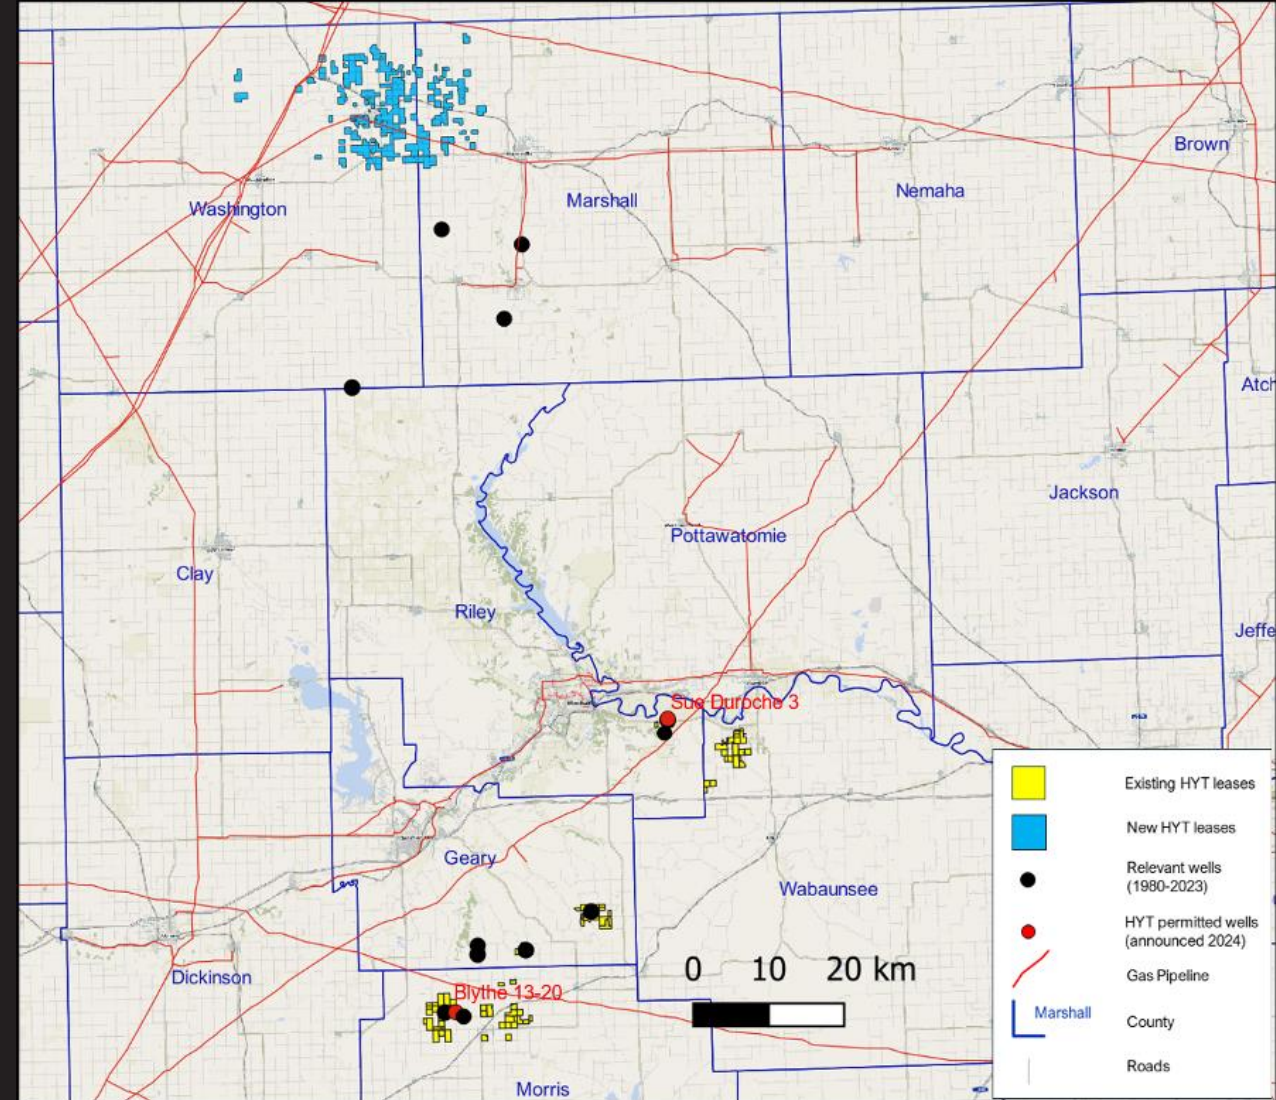 Brown
Nemaha
Marshall
Washington
Atch
Jackson
Pottawatomie
Clay
Riley
Jeffe
Sue Duroche 3
Existing HYT leases
New HYT leases
Relevant wells
(1980-2023)
HYT permitted wells
(announced 2024)
Gas Pipeline
Marshall
County
Roads
Geary
Wabaunsee
0 10 20 km
Dickinson
Blythe 13-20
Morris